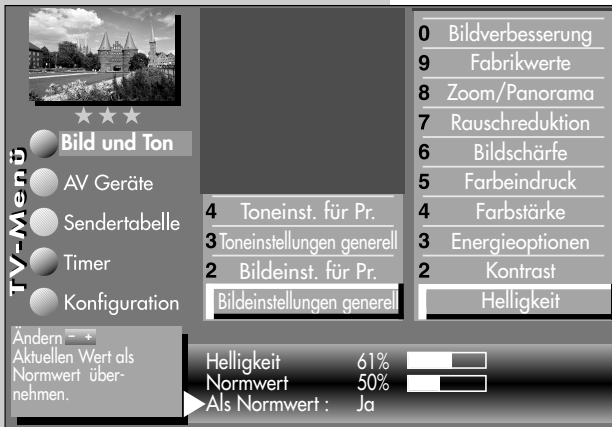 TV-Menü
Bild und Ton
AV Geräte
Sendertabelle
Timer
Konfiguration
4 Toneinst. für Pr.
3 Toneinstellungen generell
2 Bildeinst. für Pr.
Bildeinstellungen generell
0 Bildverbesserung
9 Fabrikwerte
8 Zoom/Panorama
7 Rauschreduktion
6 Bildschärfe
5 Farbeindruck
4 Farbstärke
3 Energieoptionen
2 Kontrast
Helligkeit
Ändern - +
Aktuellen Wert als
Normwert über-
nehmen.
Helligkeit 61%
Normwert 50%
Als Normwert : Ja